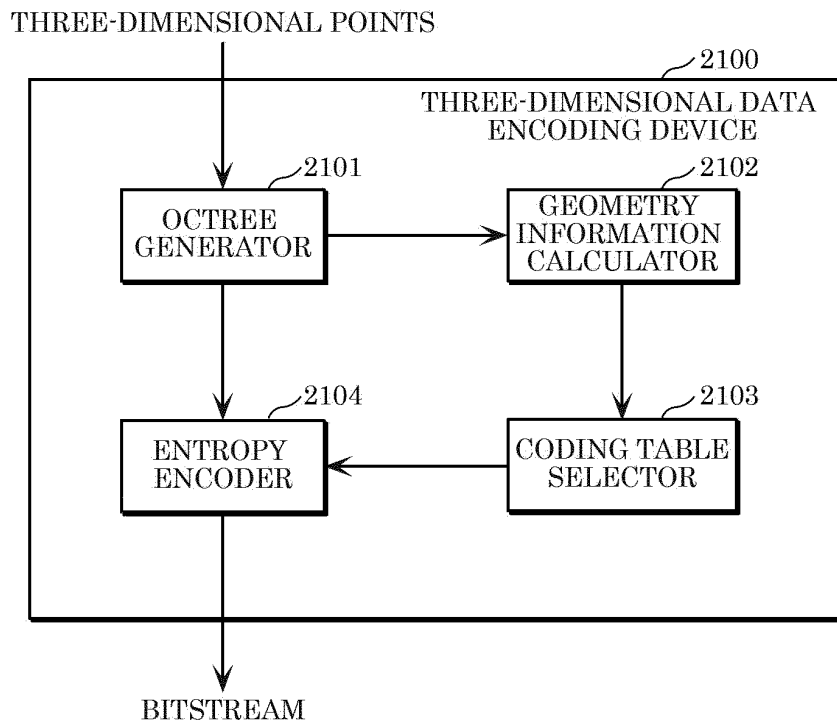 THREE-DIMENSIONAL POINTS
2100
THREE-DIMENSIONAL DATA
ENCODING DEVICE
2101
OCTREE
GENERATOR
2102
GEOMETRY
INFORMATION
CALCULATOR
2104
ENTROPY
ENCODER
2103
CODING TABLE
SELECTOR
BITSTREAM